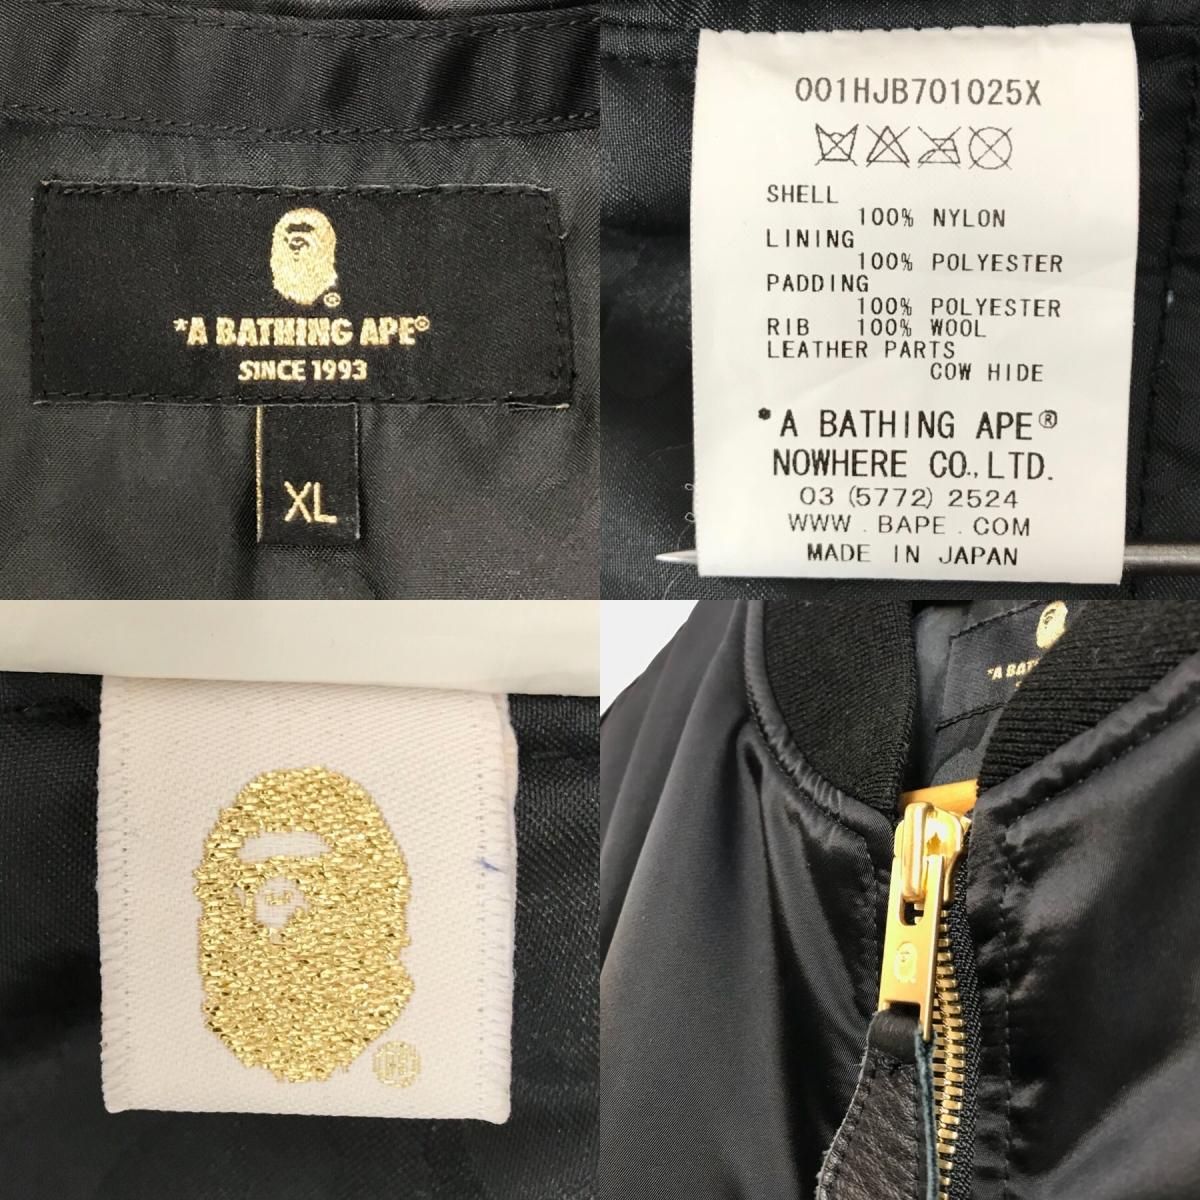 *A BATHING APE®
SINCE 1993
XL
001HJB701025X
SHELL
100% NYLON
LINING
100% POLYESTER
PADDING
100% POLYESTER
RIB 100% WOOL
LEATHER PARTS
COW HIDE
*A BATHING APE®
NOWHERE CO.,LTD.
03 (5772) 2524
WWW.BAPE.COM
MADE IN JAPAN
®
*A BAT